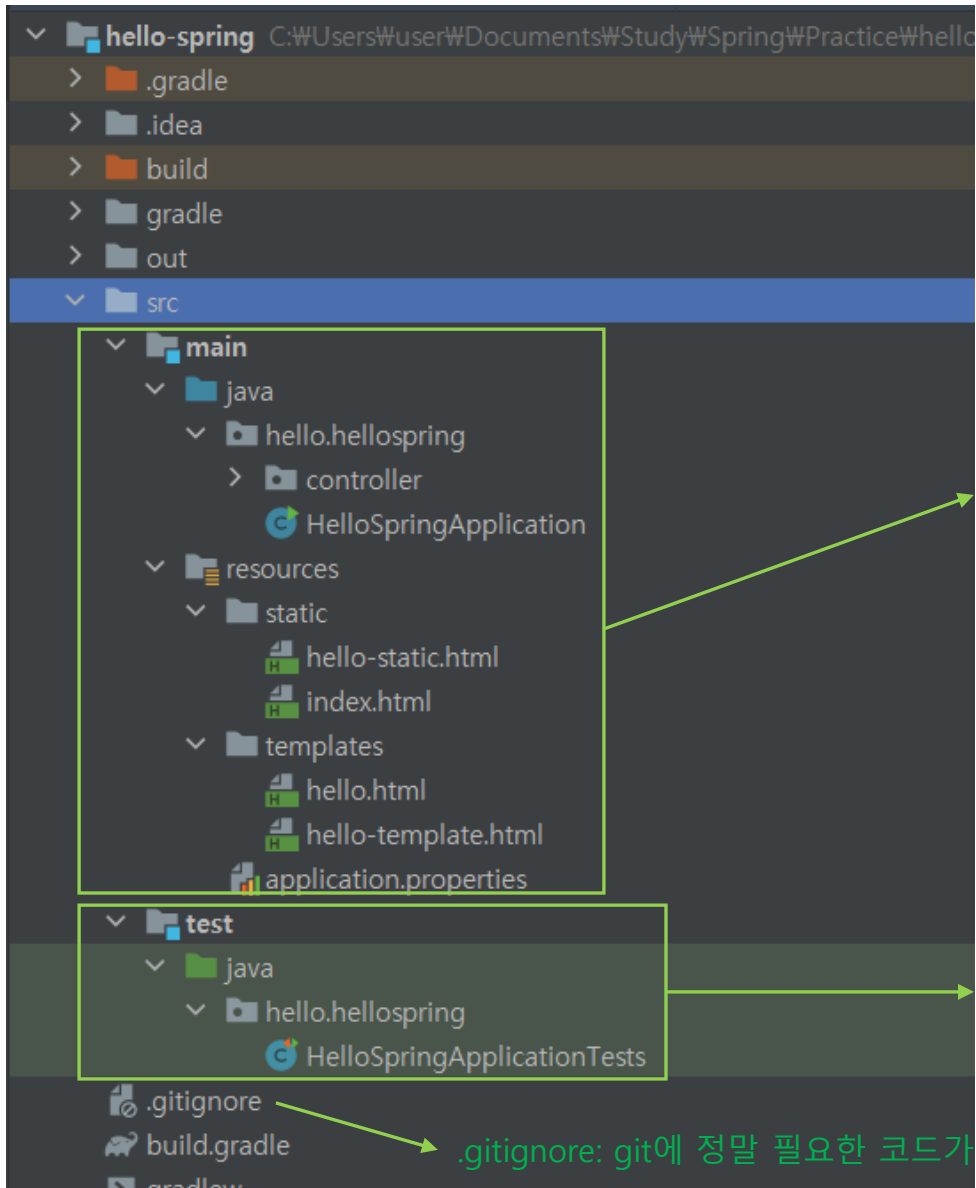 hello-spring C:₩Users₩user₩Documents₩Study₩Spring₩Practice₩hello
.gradle
.idea
build
gradle
out
src
main
java
hello.hellospring
controller
HelloSpringApplication
resources
static
hello-static.html
index.html
templates
hello.html
hello-template.html
application.properties
test
java
hello.hellospring
HelloSpringApplicationTests
.gitignore
build.gradle
.gitignore: git에 정말 필요한 코드가
gradlew